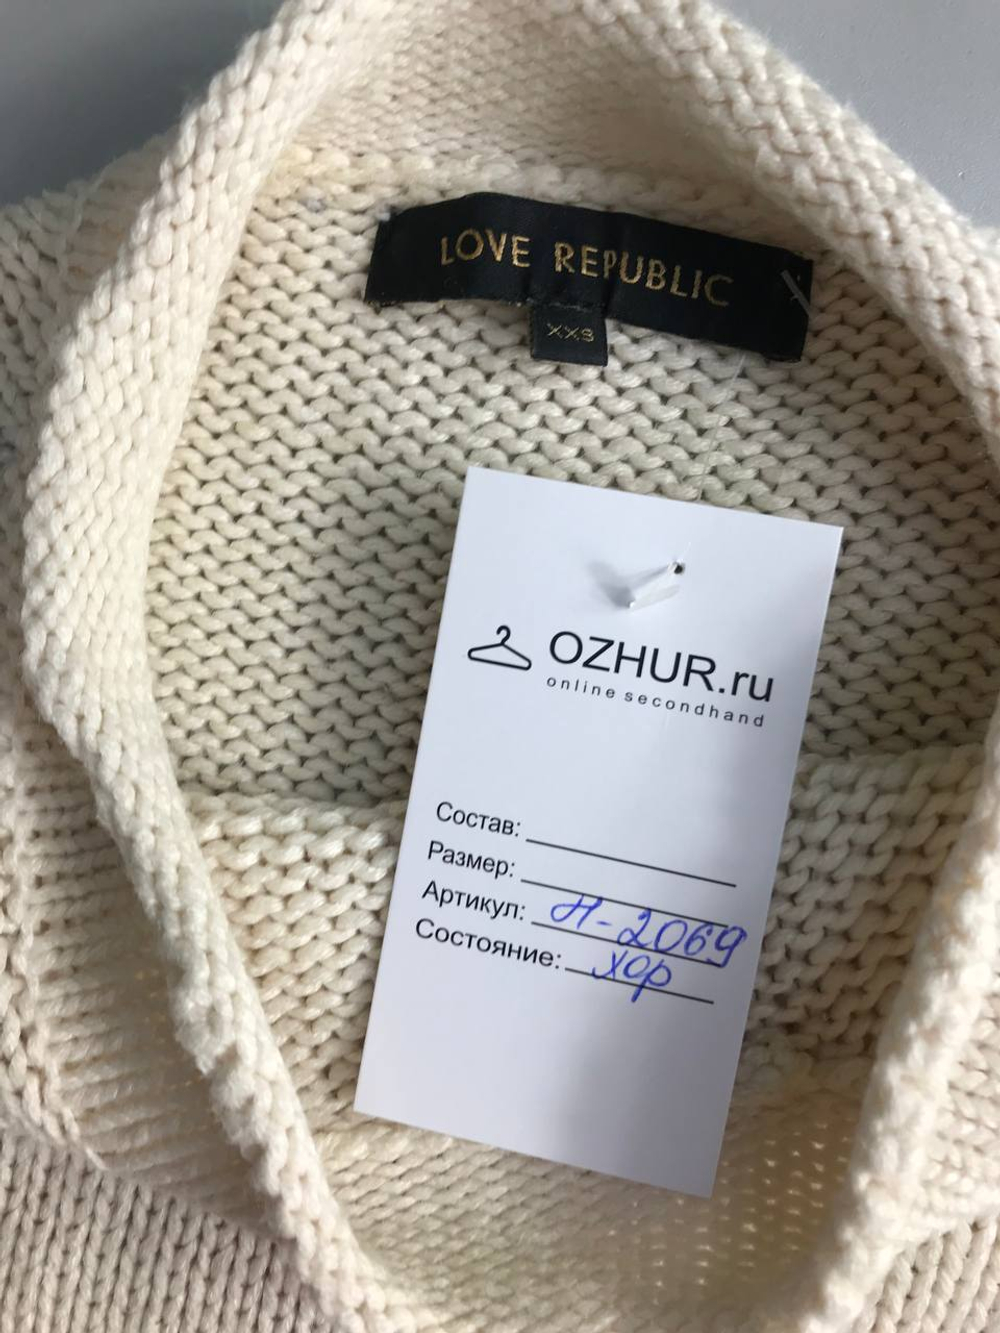 LOVE REPUBLIC
XXS
OZHUR.ru
online secondhand
Состав:
Размер:
Артикул: Н-2069
Состояние: хор